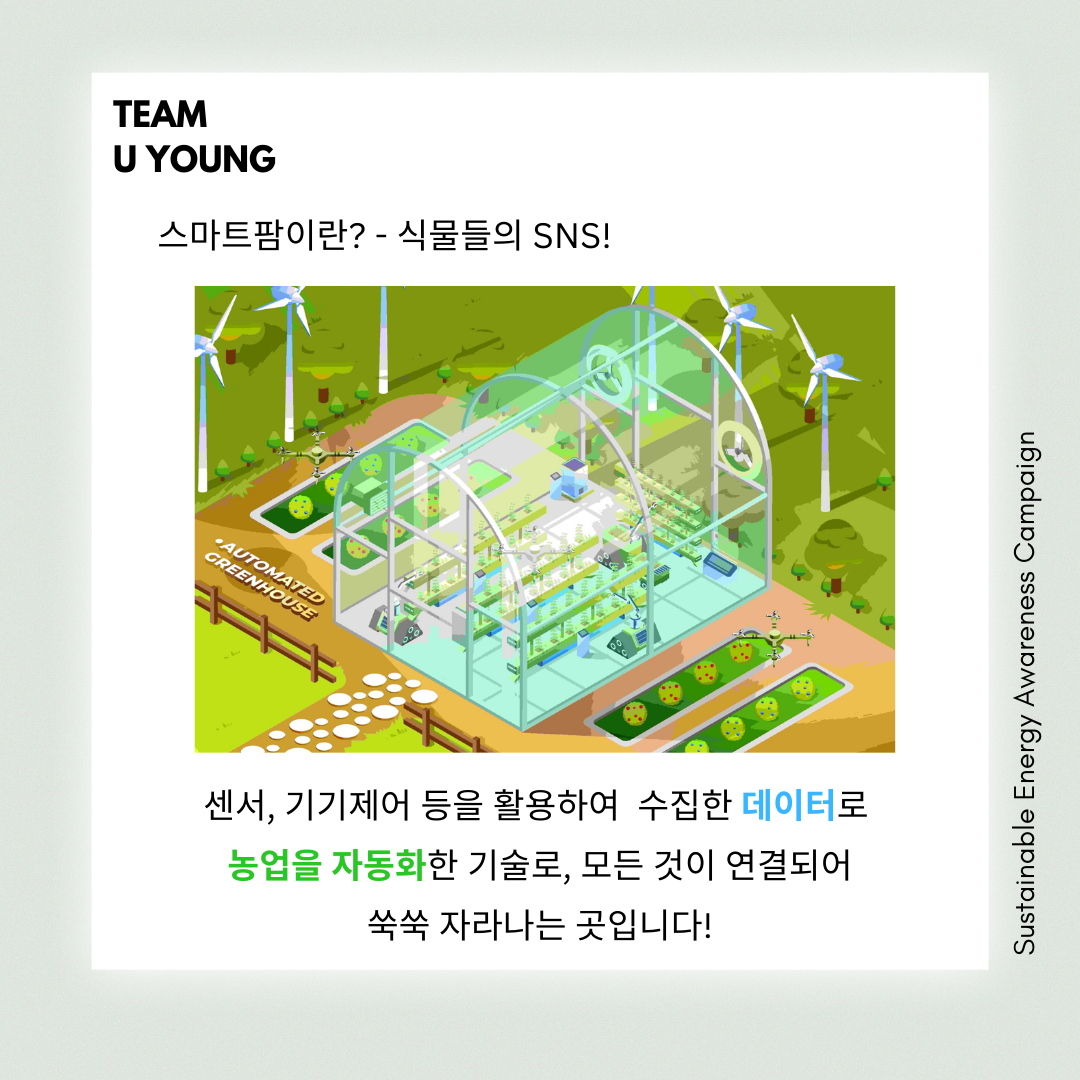 TEAM
U YOUNG
스마트팜이란? - 식물들의 SNS!
•AUTOMATED
GREENHOUSE
센서, 기기제어 등을 활용하여 수집한 데이터로
농업을 자동화한 기술로, 모든 것이 연결되어
쑥쑥 자라나는 곳입니다!
Sustainable Energy Awareness Campaign